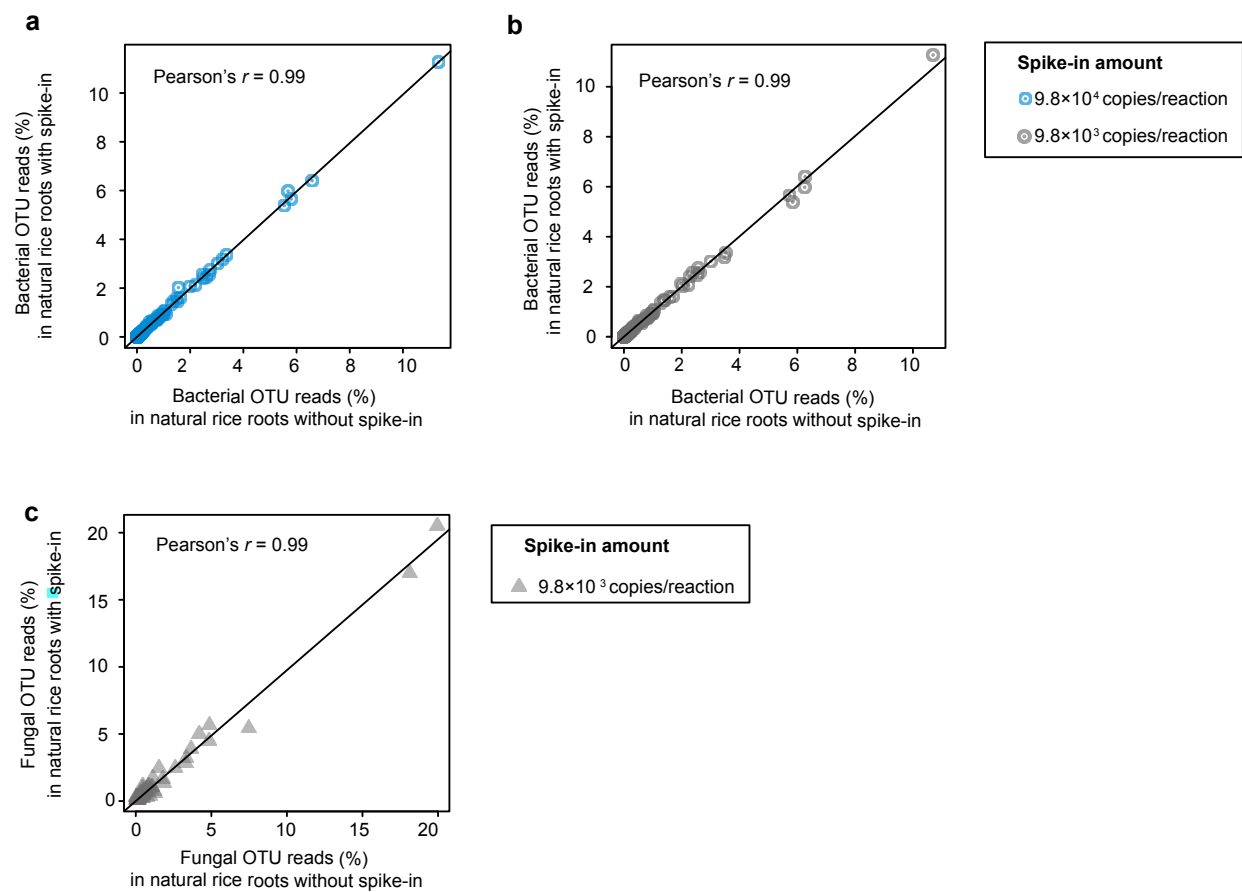 a
Pearson's r = 0.99
Bacterial OTU reads (%)
in natural rice roots with spike-in
10
8
6
4
2
0
0
2
4
6
8
10
Bacterial OTU reads (%)
in natural rice roots without spike-in
b
Pearson's r = 0.99
Bacterial OTU reads (%)
in natural rice roots with spike-in
10
8
6
4
2
0
0
2
4
6
8
10
Bacterial OTU reads (%)
in natural rice roots without spike-in
Spike-in amount
9.8×10⁴ copies/reaction
9.8×10³ copies/reaction
c
Pearson's r = 0.99
Fungal OTU reads (%)
in natural rice roots with spike-in
20
15
10
5
0
0
5
10
15
20
Fungal OTU reads (%)
in natural rice roots without spike-in
Spike-in amount
9.8×10 ³ copies/reaction